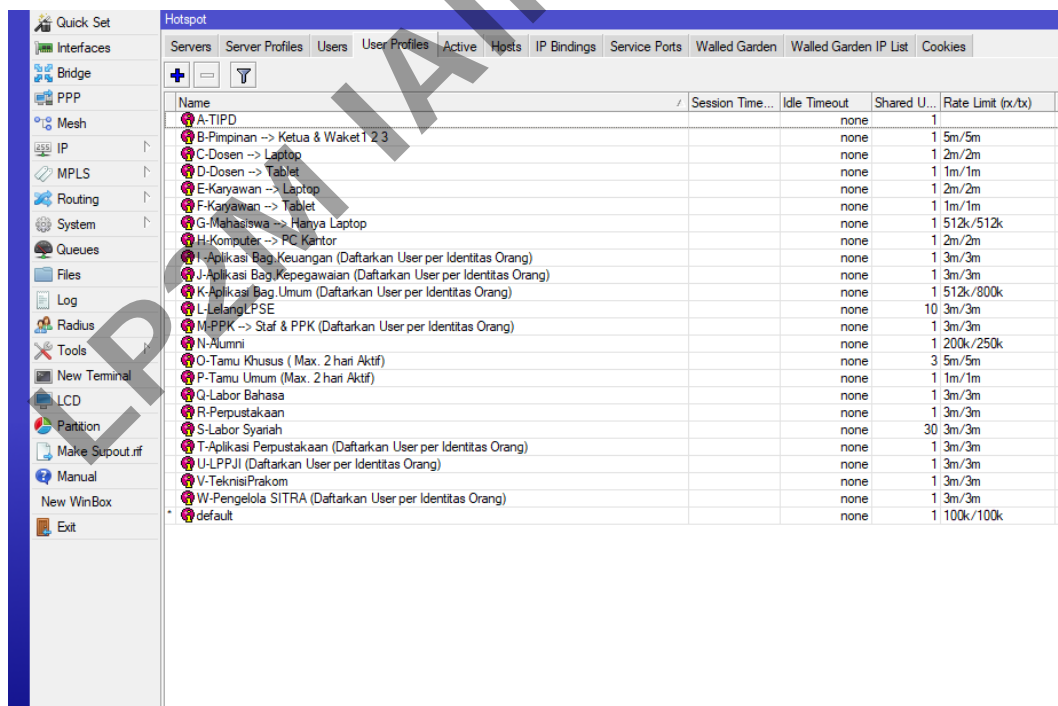 Quick Set
Interfaces
Bridge
PPP
Mesh
IP
MPLS
Routing
System
Queues
Files
Log
Radius
Tools
New Terminal
LCD
Partition
Make Supout.rif
Manual
New WinBox
Exit
Hotspot
Servers Server Profiles Users User Profiles Active Hosts IP Bindings Service Ports Walled Garden Walled Garden IP List Cookies
Name / Session Time... Idle Timeout Shared U... Rate Limit (rx/tx)
A-TIPD none 1
B-Pimpinan --> Ketua & Waket1 2 3 none 1 5m/5m
C-Dosen --> Laptop none 1 2m/2m
D-Dosen --> Tablet none 1 1m/1m
E-Karyawan --> Laptop none 1 2m/2m
F-Karyawan --> Tablet none 1 1m/1m
G-Mahasiswa --> Hanya Laptop none 1 512k/512k
H-Komputer --> PC Kantor none 1 2m/2m
I -Aplikasi Bag.Keuangan (Daftarkan User per Identitas Orang) none 1 3m/3m
J-Aplikasi Bag.Kepegawaian (Daftarkan User per Identitas Orang) none 1 3m/3m
K-Aplikasi Bag.Umum (Daftarkan User per Identitas Orang) none 1 512k/800k
L-LelangLPSE none 10 3m/3m
M-PPK --> Staf & PPK (Daftarkan User per Identitas Orang) none 1 3m/3m
N-Alumni none 1 200k/250k
O-Tamu Khusus ( Max. 2 hari Aktif) none 3 5m/5m
P-Tamu Umum (Max. 2 hari Aktif) none 1 1m/1m
Q-Labor Bahasa none 1 3m/3m
R-Perpustakaan none 1 3m/3m
S-Labor Syariah none 30 3m/3m
T-Aplikasi Perpustakaan (Daftarkan User per Identitas Orang) none 1 3m/3m
U-LPPJI (Daftarkan User per Identitas Orang) none 1 3m/3m
V-TeknisiPrakom none 1 3m/3m
W-Pengelola SITRA (Daftarkan User per Identitas Orang) none 1 3m/3m
* default none 1 100k/100k
LP2M